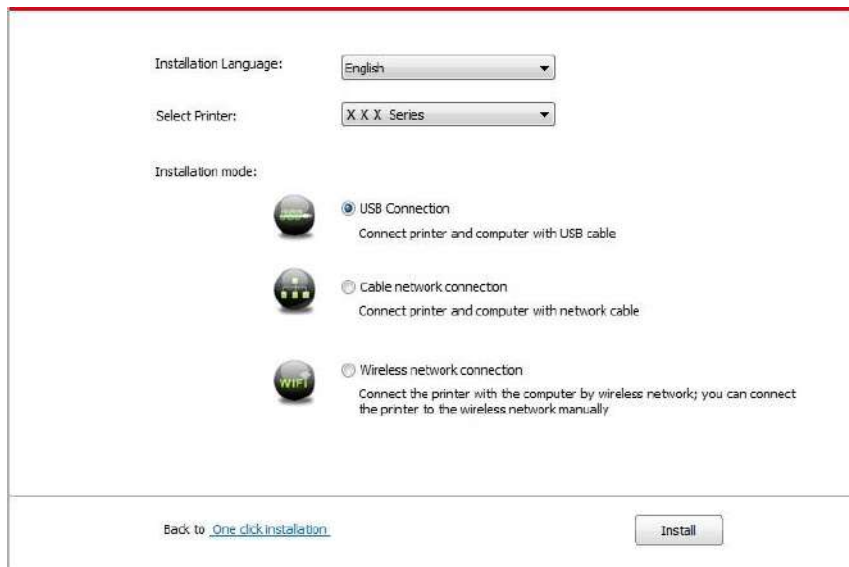 Installation Language:
English
Select Printer:
X X X Series
Installation mode:
USB Connection
Connect printer and computer with USB cable
Cable network connection
Connect printer and computer with network cable
WIFI
Wireless network connection
Connect the printer with the computer by wireless network; you can connect
the printer to the wireless network manually
Back to One click installation
Install